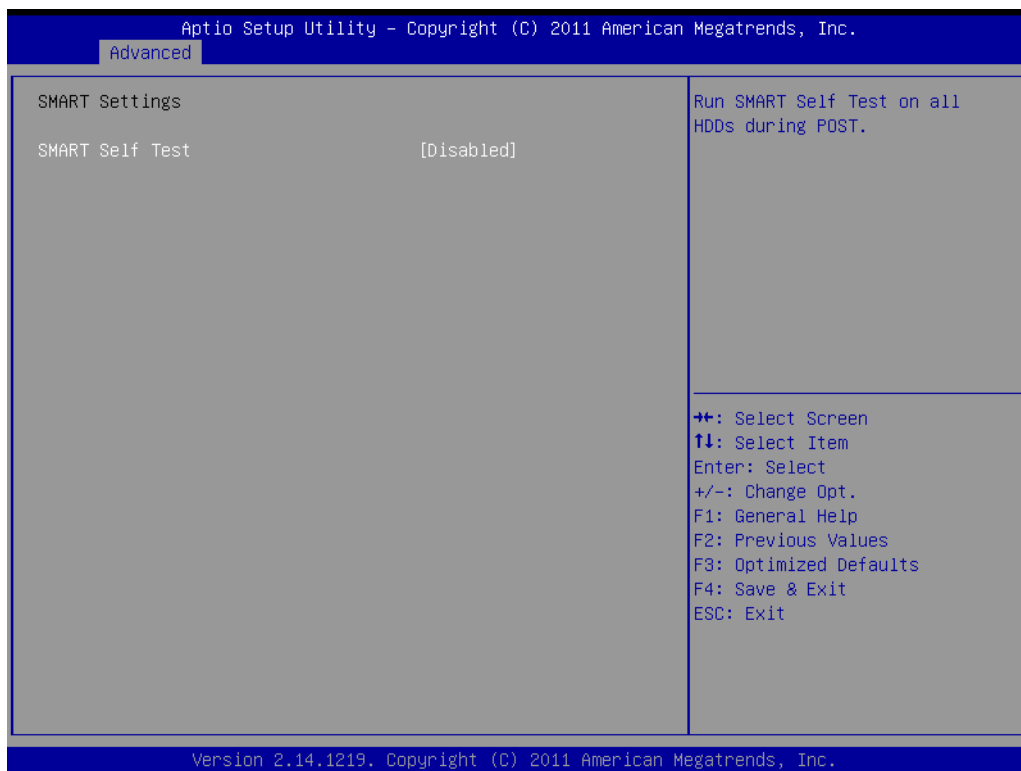 Aptio Setup Utility – Copyright (C) 2011 American Megatrends, Inc.
Advanced
SMART Settings
SMART Self Test [Disabled]
Run SMART Self Test on all
HDDs during POST.
→←: Select Screen
↑↓: Select Item
Enter: Select
+/-: Change Opt.
F1: General Help
F2: Previous Values
F3: Optimized Defaults
F4: Save & Exit
ESC: Exit
Version 2.14.1219. Copyright (C) 2011 American Megatrends, Inc.